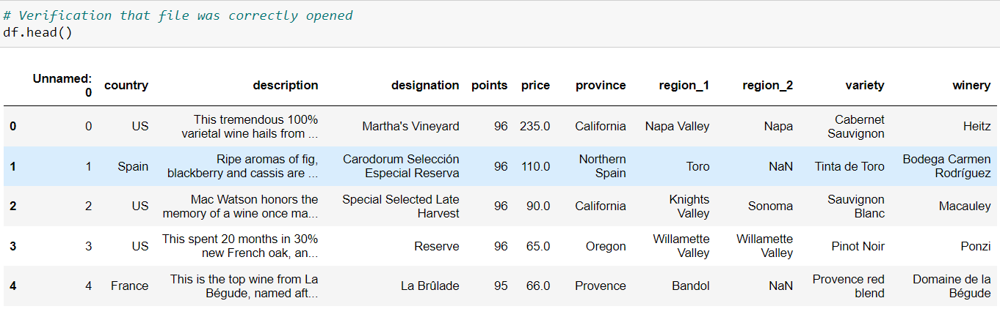 # Verification that file was correctly opened
df.head()
Unnamed: 0 country description designation points price province region_1 region_2 variety winery
0 0 US This tremendous 100% varietal wine hails from ... Martha's Vineyard 96 235.0 California Napa Valley Napa Cabernet Sauvignon Heitz
1 1 Spain Ripe aromas of fig, blackberry and cassis are ... Carodorum Selección Especial Reserva 96 110.0 Northern Spain Toro NaN Tinta de Toro Bodega Carmen Rodríguez
2 2 US Mac Watson honors the memory of a wine once ma... Special Selected Late Harvest 96 90.0 California Knights Valley Sonoma Sauvignon Blanc Macauley
3 3 US This spent 20 months in 30% new French oak, an... Reserve 96 65.0 Oregon Willamette Valley Willamette Valley Pinot Noir Ponzi
4 4 France This is the top wine from La Bégude, named aft... La Brûlade 95 66.0 Provence Bandol NaN Provence red blend Domaine de la Bégude